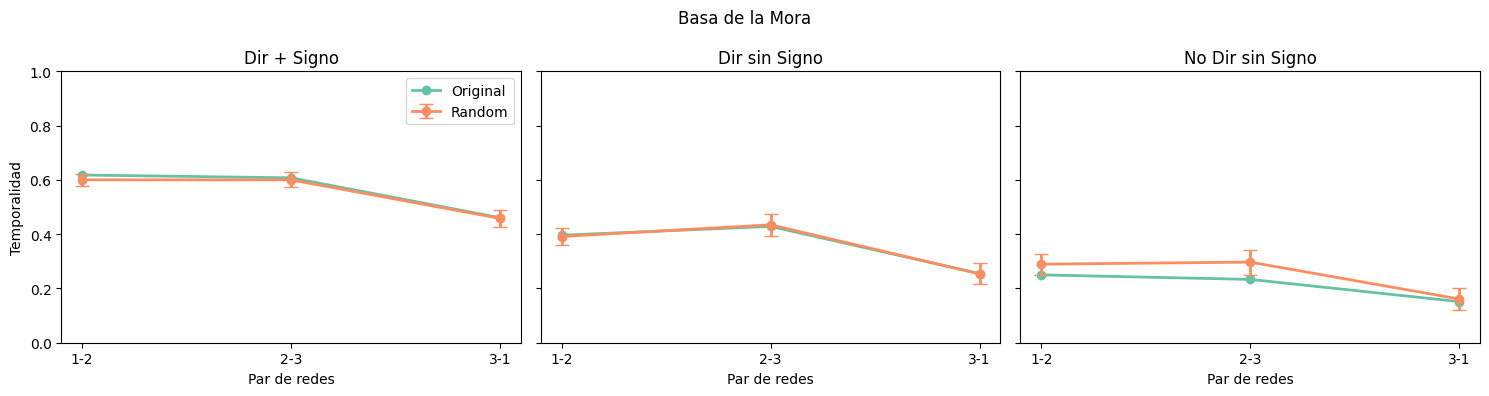 Basa de la Mora
Dir + Signo
Dir sin Signo
No Dir sin Signo
Original
Random
Temporalidad
1.0
0.8
0.6
0.4
0.2
0.0
1-2
2-3
3-1
1-2
2-3
3-1
1-2
2-3
3-1
Par de redes
Par de redes
Par de redes